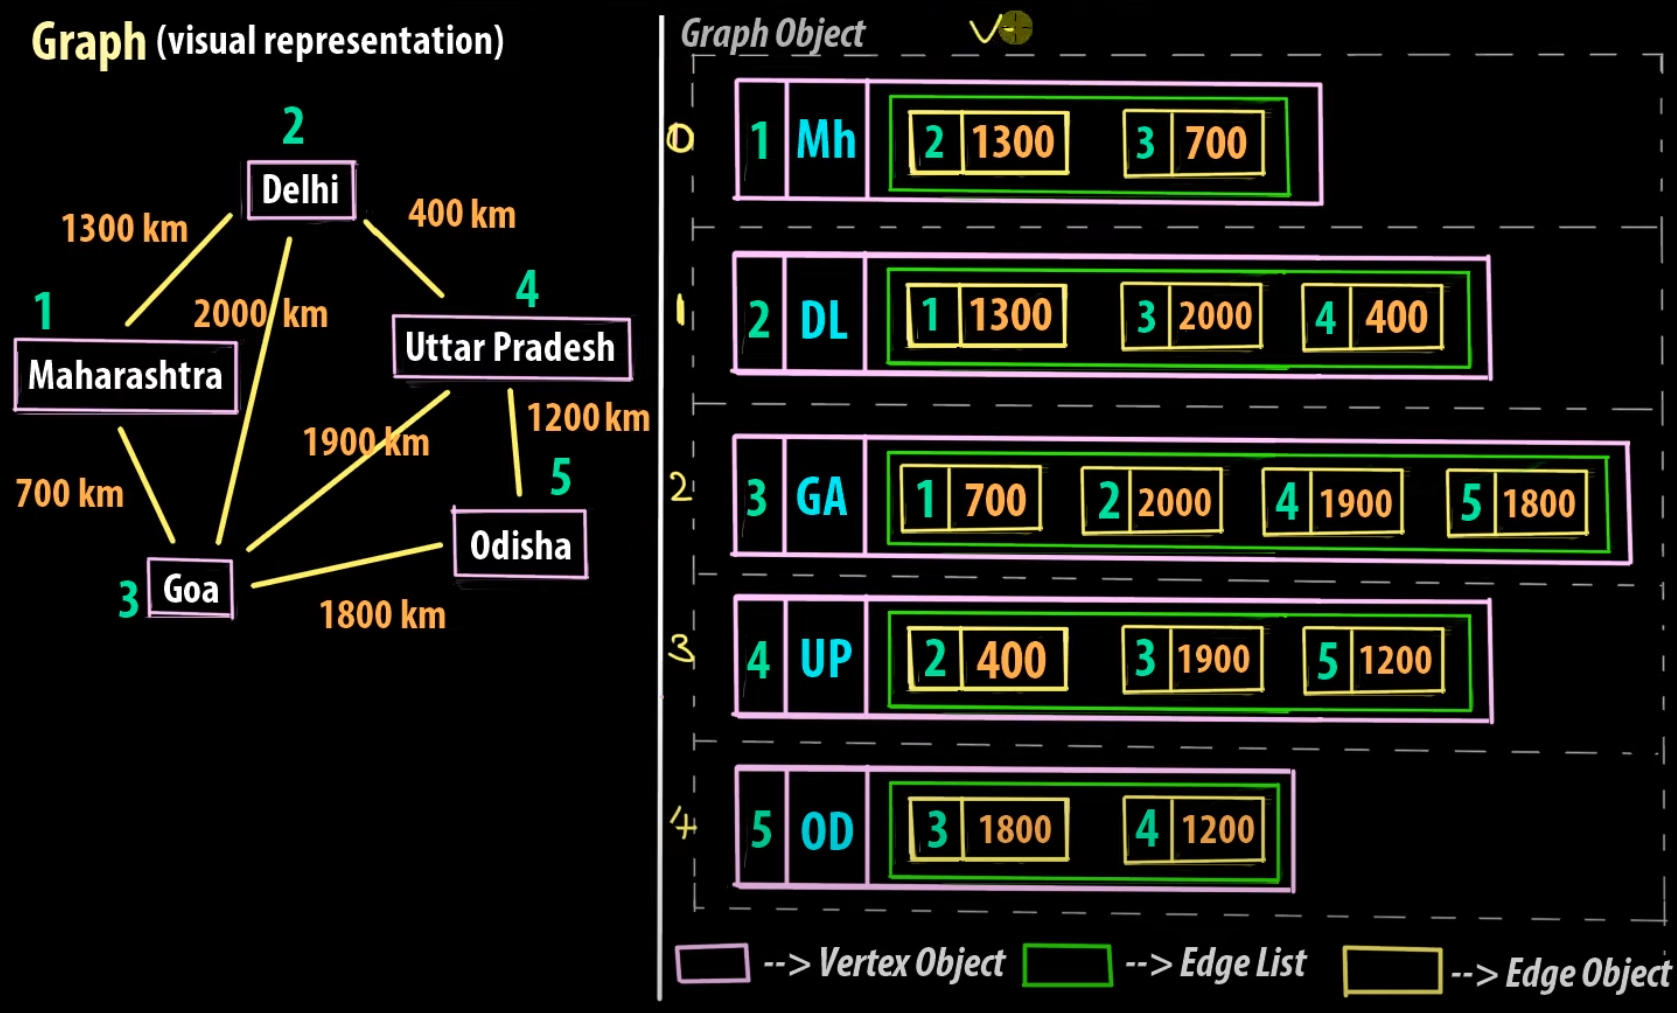 Graph (visual representation)
2
Delhi
1300 km
400 km
2000 km
1
4
Maharashtra
Uttar Pradesh
1900 km
1200 km
700 km
5
Odisha
3
Goa
1800 km
Graph Object
0
1 Mh 2 1300 3 700
1
2 DL 1 1300 3 2000 4 400
2
3 GA 1 700 2 2000 4 1900 5 1800
3
4 UP 2 400 3 1900 5 1200
4
5 OD 3 1800 4 1200
--> Vertex Object
--> Edge List
--> Edge Object